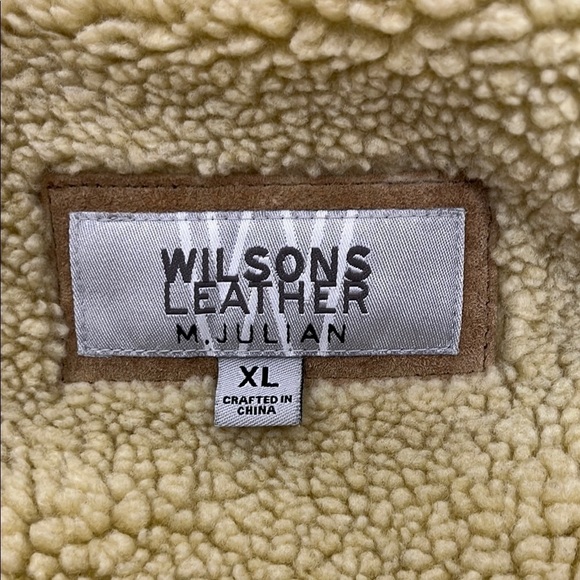 WILSONS
LEATHER
M.JULIAN
XL
CRAFTED IN
CHINA